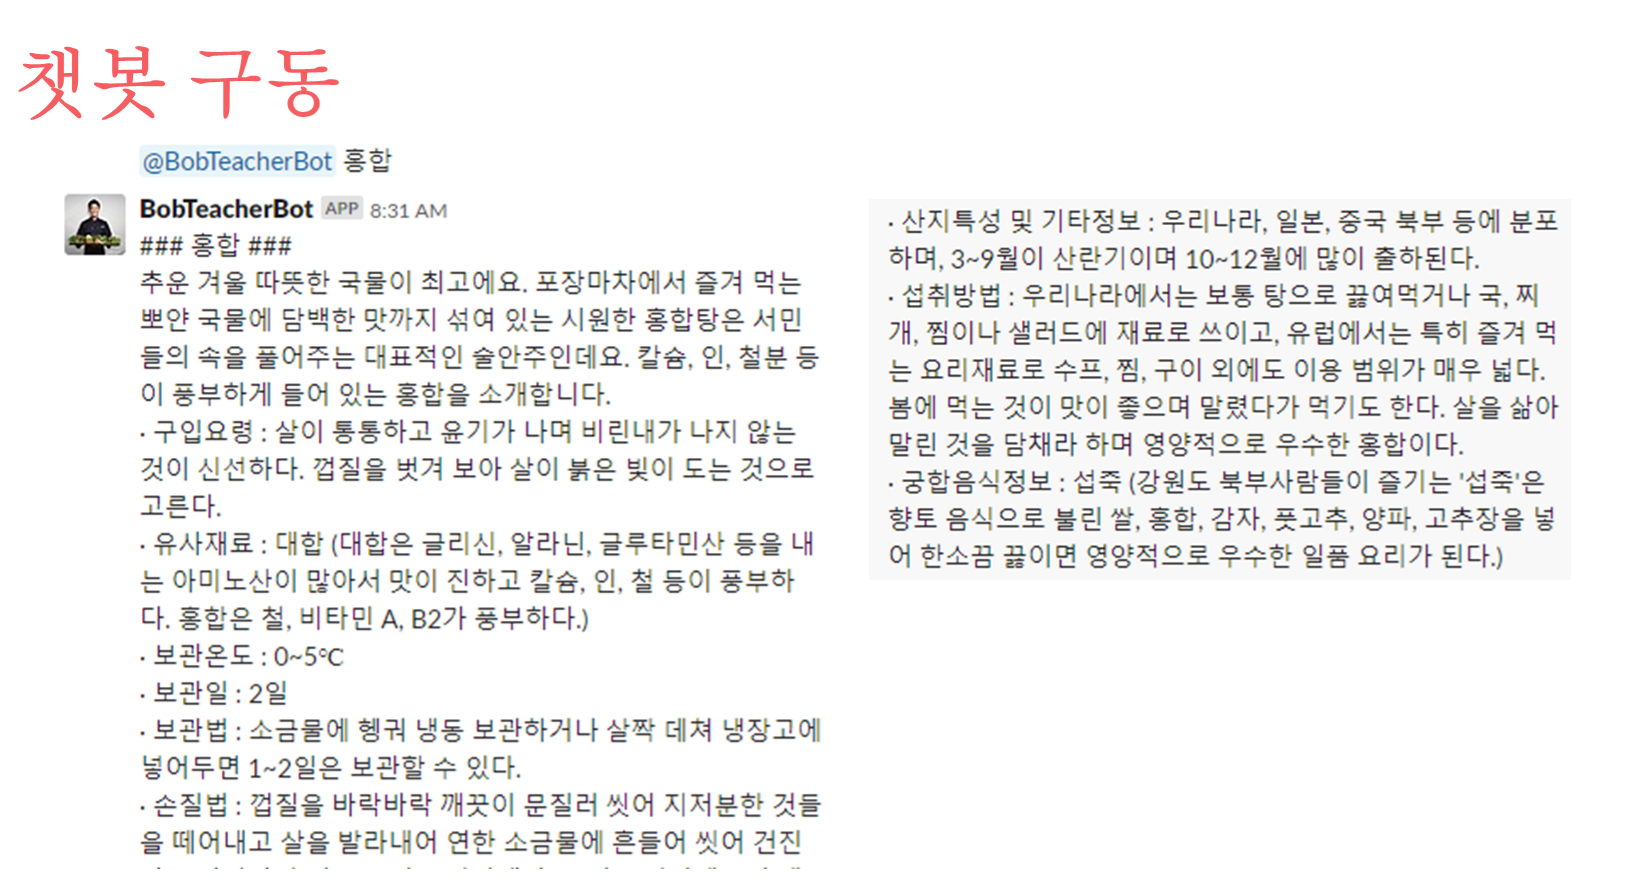 챗봇 구동
@BobTeacherBot 홍합
BobTeacherBot APP 8:31 AM
### 홍합 ###
추운 겨울 따뜻한 국물이 최고에요. 포장마차에서 즐겨 먹는
뽀얀 국물에 담백한 맛까지 섞여 있는 시원한 홍합탕은 서민
들의 속을 풀어주는 대표적인 술안주인데요. 칼슘, 인, 철분 등
이 풍부하게 들어 있는 홍합을 소개합니다.
· 구입요령 : 살이 통통하고 윤기가 나며 비린내가 나지 않는
것이 신선하다. 껍질을 벗겨 보아 살이 붉은 빛이 도는 것으로
고른다.
· 유사재료 : 대합 (대합은 글리신, 알라닌, 글루타민산 등을 내
는 아미노산이 많아서 맛이 진하고 칼슘, 인, 철 등이 풍부하
다. 홍합은 철, 비타민 A, B2가 풍부하다.)
· 보관온도 : 0~5℃
· 보관일 : 2일
· 보관법 : 소금물에 헹궈 냉동 보관하거나 살짝 데쳐 냉장고에
넣어두면 1~2일은 보관할 수 있다.
· 손질법 : 껍질을 바락바락 깨끗이 문질러 씻어 지저분한 것들
을 떼어내고 살을 발라내어 연한 소금물에 흔들어 씻어 건진
· 산지특성 및 기타정보 : 우리나라, 일본, 중국 북부 등에 분포
하며, 3~9월이 산란기이며 10~12월에 많이 출하된다.
· 섭취방법 : 우리나라에서는 보통 탕으로 끓여먹거나 국, 찌
개, 찜이나 샐러드에 재료로 쓰이고, 유럽에서는 특히 즐겨 먹
는 요리재료로 수프, 찜, 구이 외에도 이용 범위가 매우 넓다.
봄에 먹는 것이 맛이 좋으며 말렸다가 먹기도 한다. 살을 삶아
말린 것을 담채라 하며 영양적으로 우수한 홍합이다.
· 궁합음식정보 : 섭죽 (강원도 북부사람들이 즐기는 '섭죽'은
향토 음식으로 불린 쌀, 홍합, 감자, 풋고추, 양파, 고추장을 넣
어 한소끔 끓이면 영양적으로 우수한 일품 요리가 된다.)